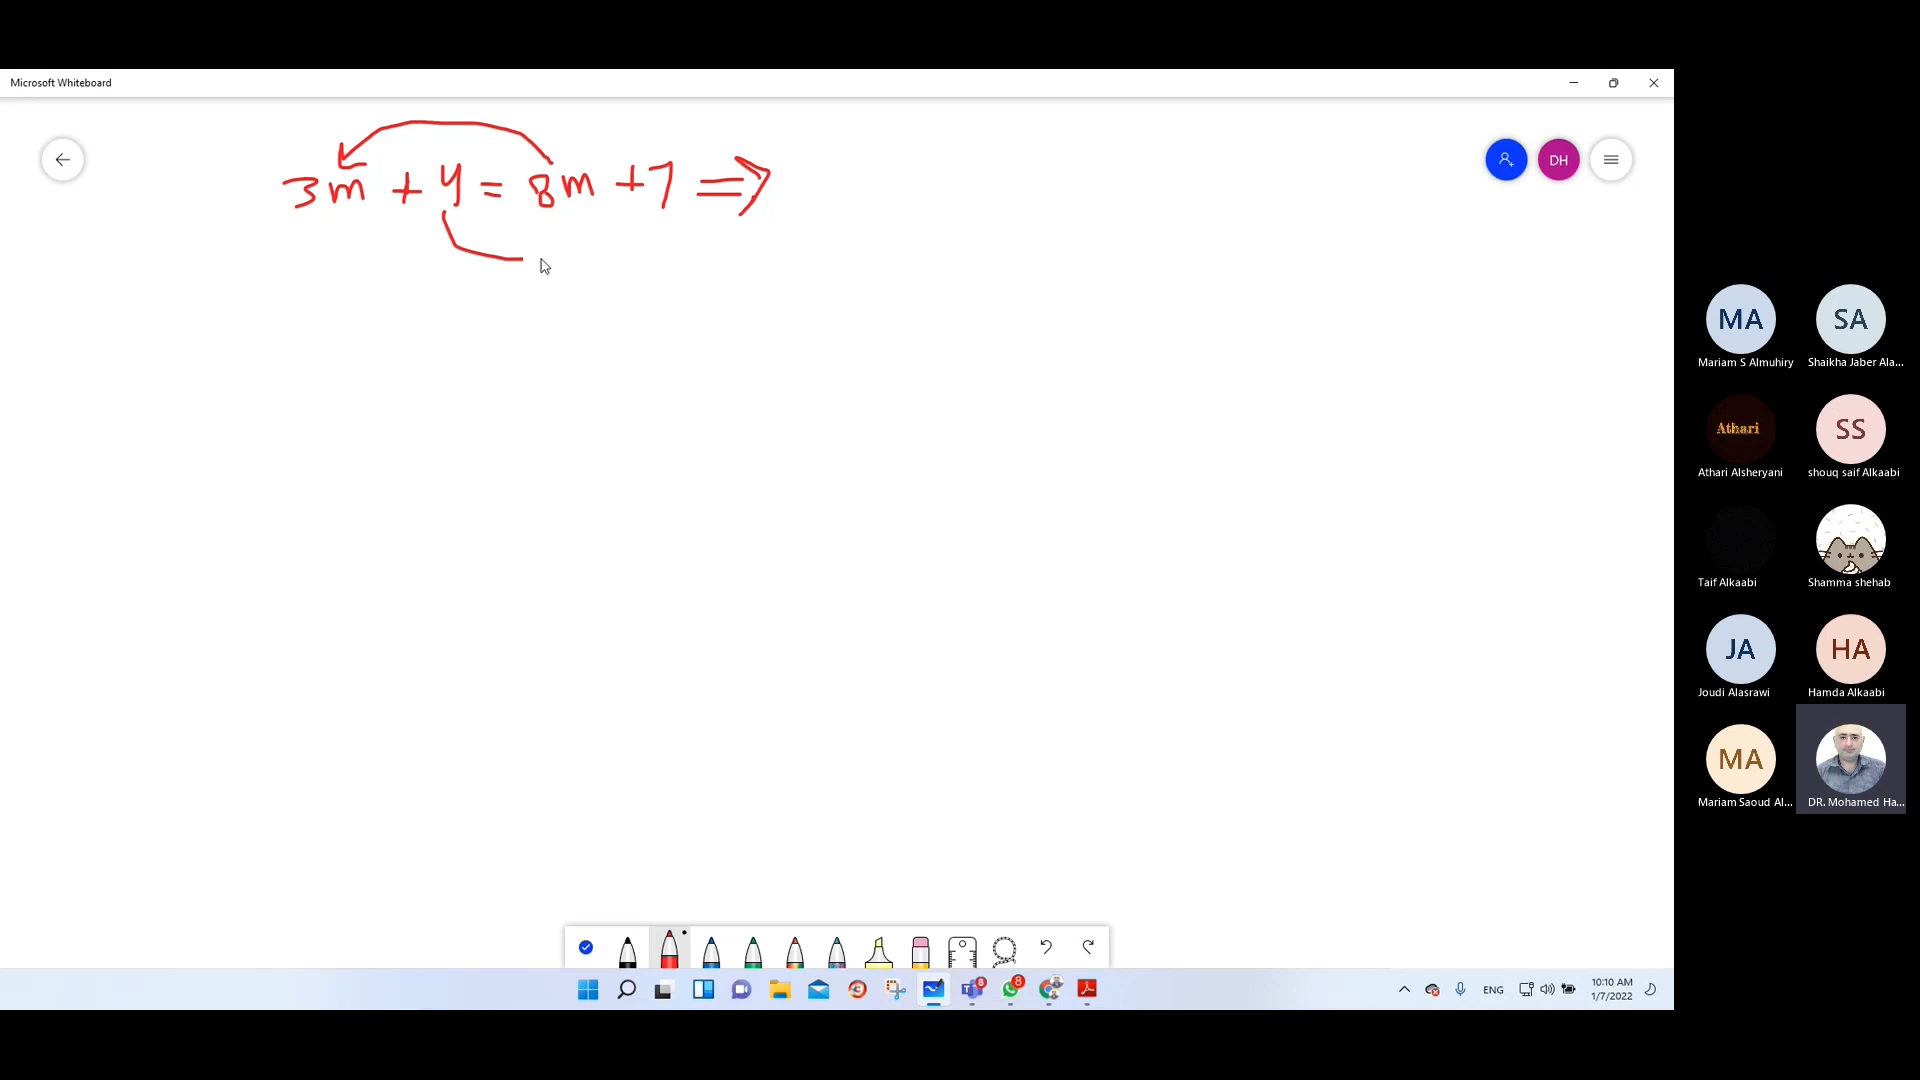 Microsoft Whiteboard
3m + y = 8m + 7 ⇒
DH
MA
SA
Mariam S Almuhiry
Shaikha Jaber Ala...
Athari
SS
Athari Alsheryani
shouq saif Alkaabi
Taif Alkaabi
Shamma shehab
JA
HA
Joudi Alasrawi
Hamda Alkaabi
MA
Mariam Saoud Al...
DR. Mohamed Ha...
8
8
ENG
10:10 AM
1/7/2022